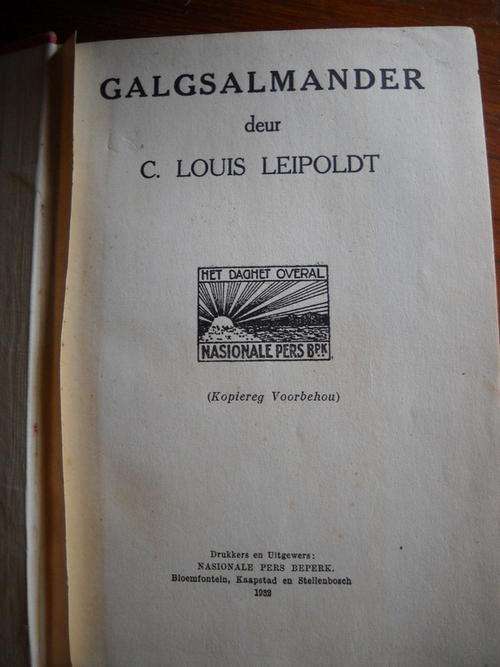 GALGSALMANDER
deur
C. LOUIS LEIPOLDT
HET DAGHET OVERAL
NASIONALE PERS BPK
(Kopiereg Voorbehou)
Drukkers en Uitgewers:
NASIONALE PERS BEPERK.
Bloemfontein, Kaapstad en Stellenbosch
1932